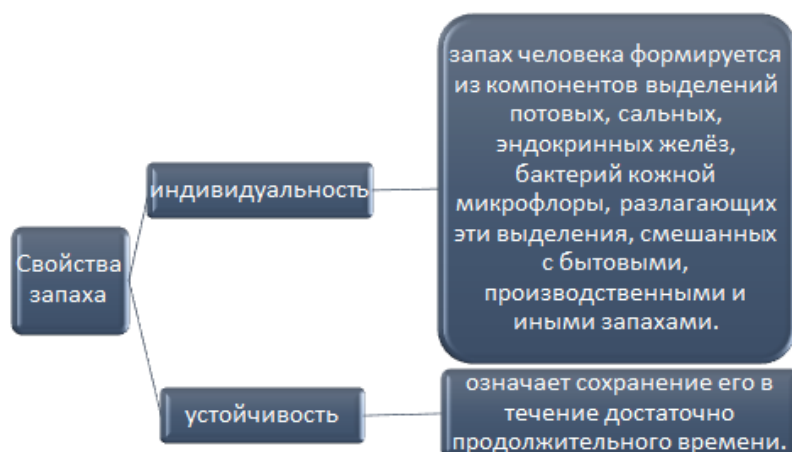 Свойства
запаха
индивидуальность
запах человека формируется
из компонентов выделений
потовых, сальных,
эндокринных желёз,
бактерий кожной
микрофлоры, разлагающих
эти выделения, смешанных
с бытовыми,
производственными и
иными запахами.
устойчивость
означает сохранение его в
течение достаточно
продолжительного времени.